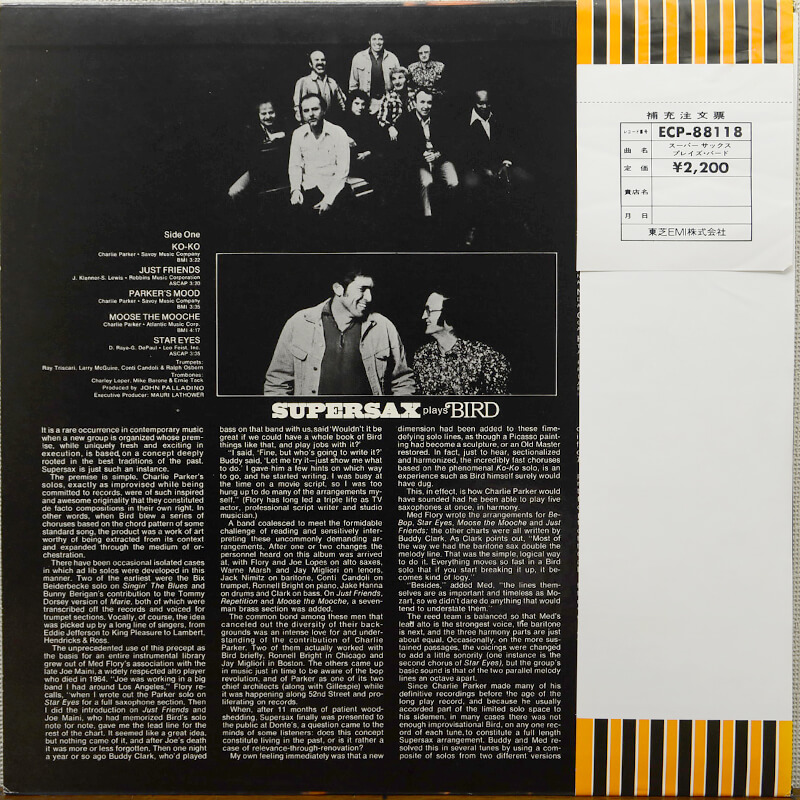 補充注文票
レコード番号 ECP-88118
曲名 スーパー サックス
プレイズ・バード
定価 ¥2,200
貴店名
月日
東芝EMI株式会社
Side One
KO-KO
Charlie Parker • Savoy Music Company
BMI 3:22
JUST FRIENDS
J. Klenner-S. Lewis • Robbins Music Corporation
ASCAP 3:20
PARKER'S MOOD
Charlie Parker • Savoy Music Company
BMI 3:35
MOOSE THE MOOCHE
Charlie Parker • Atlantic Music Corp.
BMI 4:17
STAR EYES
D. Raye-G. DePaul • Leo Feist, Inc.
ASCAP 3:35
Trumpets:
Ray Triscari, Larry McGuire, Conti Candoli & Ralph Osborn
Trombones:
Charley Loper, Mike Barone & Ernie Tack
Produced by JOHN PALLADINO
Executive Producer: MAURI LATHOWER
SUPERSAX plays BIRD
It is a rare occurrence in contemporary music
when a new group is organized whose prem-
ise, while uniquely fresh and exciting in
execution, is based on a concept deeply
rooted in the best traditions of the past.
Supersax is just such an instance.
The premise is simple. Charlie Parker's
solos, exactly as improvised while being
committed to records, were of such inspired
and awesome originality that they constituted
de facto compositions in their own right. In
other words, when Bird blew a series of
choruses based on the chord pattern of some
standard song, the product was a work of art
worthy of being extracted from its context
and expanded through the medium of or-
chestration.
There have been occasional isolated cases
in which ad lib solos were developed in this
manner. Two of the earliest were the Bix
Beiderbecke solo on Singin' The Blues and
Bunny Berigan's contribution to the Tommy
Dorsey version of Marie, both of which were
transcribed off the records and voiced for
trumpet sections. Vocally, of course, the idea
was picked up by a long line of singers, from
Eddie Jefferson to King Pleasure to Lambert,
Hendricks & Ross.
The unprecedented use of this precept as
the basis for an entire instrumental library
grew out of Med Flory's association with the
late Joe Maini, a widely respected alto player
who died in 1964. "Joe was working in a big
band I had around Los Angeles," Flory re-
calls, "when I wrote out the Parker solo on
Star Eyes for a full saxophone section. Then
I did the introduction of Just Friends and
Joe Maini, who had memorized Bird's solo
note for note, gave me the lead line for the
rest of the chart. It seemed like a great idea,
but nothing came of it, and after Joe's death
it was more or less forgotten. Then one night
a year or so ago Buddy Clark, who'd played
bass on that band with us, said 'Wouldn't it be
great if we could have a whole book of Bird
things like that, and play jobs with it?'
"I said, 'Fine, but who's going to write it?'
Buddy said, 'Let me try it—just show me what
to do.' I gave him a few hints on which way
to go, and he started writing. I was busy at
the time on a movie script, so I was too
hung up to do many of the arrangements my-
self." (Flory has long led a triple life as TV
actor, professional script writer and studio
musician.)
A band coalesced to meet the formidable
challenge of reading and sensitively inter-
preting these uncommonly demanding ar-
rangements. After one or two changes the
personnel heard on this album was arrived
at, with Flory and Joe Lopes on alto saxes,
Warne Marsh and Jay Migliori on tenors,
Jack Nimitz on baritone, Conti Candoli on
trumpet, Ronnell Bright on piano, Jake Hanna
on drums and Clark on bass. On Just Friends,
Repetition and Moose the Mooche, a seven-
man brass section was added.
The common bond among these men that
canceled out the diversity of their back-
grounds was an intense love for and under-
standing of the contribution of Charlie
Parker. Two of them actually worked with
Bird briefly, Ronnell Bright in Chicago and
Jay Migliori in Boston. The others came up
in music just in time to be aware of the bop
revolution, and of Parker as one of its two
chief architects (along with Gillespie) while
it was happening along 52nd Street and pro-
liferating on records.
When, after 11 months of patient wood-
shedding, Supersax finally was presented to
the public at Donte's, a question came to the
minds of some listeners: does this concept
constitute living in the past, or is it rather a
case of relevance-through-renovation?
My own feeling immediately was that a new
dimension had been added to these time-
defying solo lines, as though a Picasso paint-
ing had become a sculpture, or an Old Master
restored. In fact, just to hear, sectionized
and harmonized, the incredibly fast choruses
based on the phenomenal Ko-Ko solo, is an
experience such as Bird himself surely would
have dug.
This, in effect, is how Charlie Parker would
have sounded had he been able to play five
saxophones at once, in harmony.
Med Flory wrote the arrangements for Be-
Bop, Star Eyes, Moose the Mooche and Just
Friends; the other charts were all written by
Buddy Clark. As Clark points out, "Most of
the way we had the baritone sax double the
melody line. That was the simple, logical way
to do it. Everything moves so fast in a Bird
solo that if you start breaking it up, it be-
comes kind of logy."
"Besides," added Med, "the lines them-
selves are as important and timeless as Mo-
zart, so we didn't dare do anything that would
tend to understate them."
The reed team is balanced so that Med's
lead alto is the strongest voice, the baritone
is next, and the three harmony parts are just
about equal. Occasionally, on the more sus-
tained passages, the voicings were changed
to add a little sonority (one instance is the
second chorus of Star Eyes), but the group's
basic sound is that of the two parallel melody
lines an octave apart.
Since Charlie Parker made many of his
definitive recordings before the age of the
long play record, and because he usually
accorded part of the limited solo space to
his sidemen, in many cases there was not
enough improvisational Bird, on any one rec-
ord of each tune, to constitute a full length
Supersax arrangement. Buddy and Med re-
solved this in several tunes by using a com-
posite of solos from two different versions